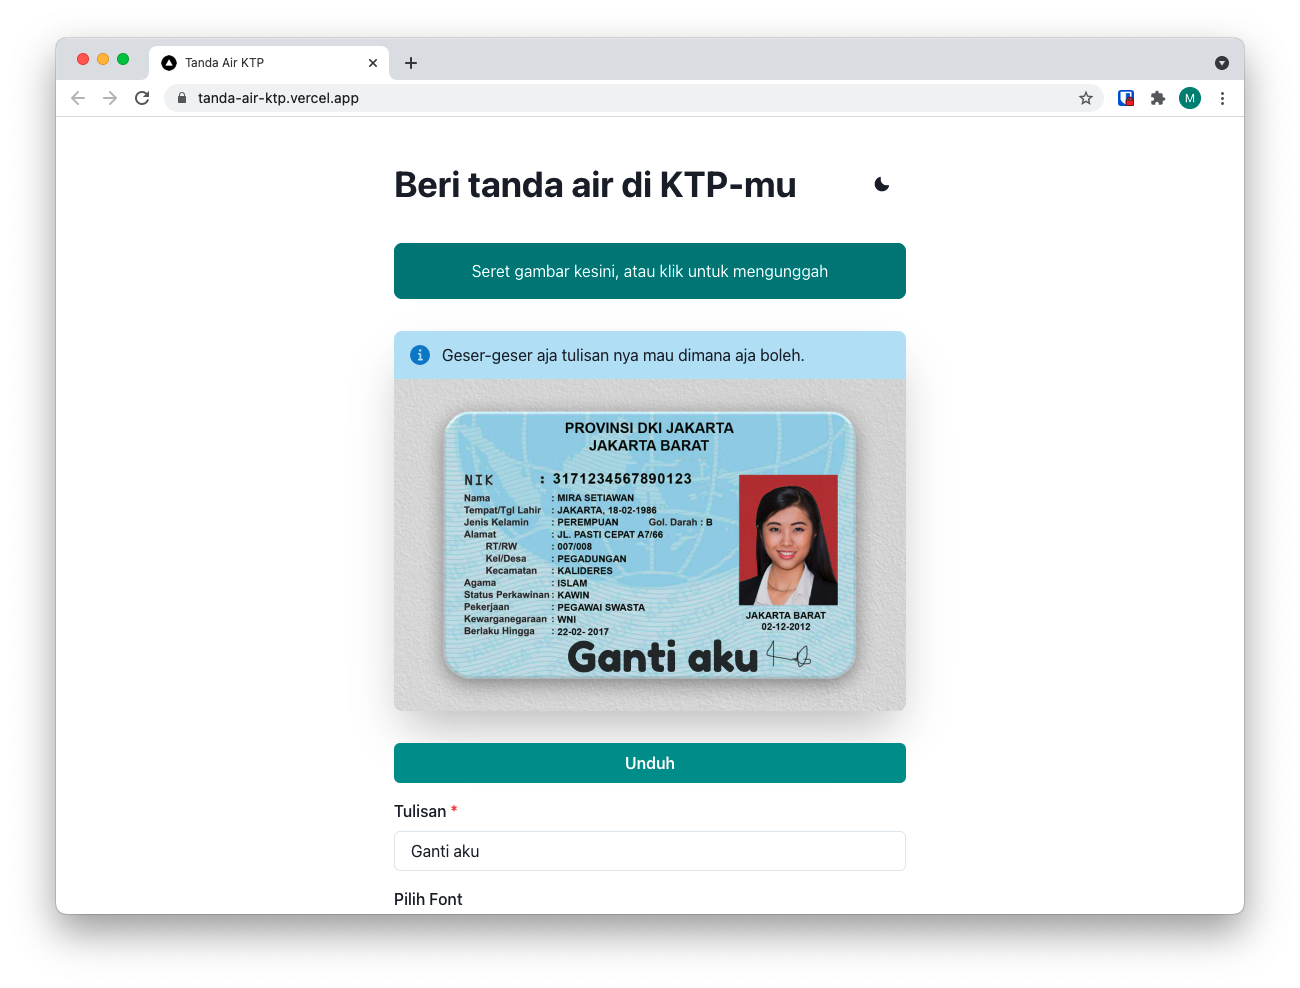 Tanda Air KTP
tanda-air-ktp.vercel.app
M
Beri tanda air di KTP-mu
Seret gambar kesini, atau klik untuk mengunggah
Geser-geser aja tulisan nya mau dimana aja boleh.
PROVINSI DKI JAKARTA
JAKARTA BARAT
NIK : 3171234567890123
Nama : MIRA SETIAWAN
Tempat/Tgl Lahir : JAKARTA, 18-02-1986
Jenis Kelamin : PEREMPUAN Gol. Darah : B
Alamat : JL. PASTI CEPAT A7/66
RT/RW : 007/008
Kel/Desa : PEGADUNGAN
Kecamatan : KALIDERES
Agama : ISLAM
Status Perkawinan : KAWIN
Pekerjaan : PEGAWAI SWASTA
Kewarganegaraan : WNI
Berlaku Hingga : 22-02- 2017
JAKARTA BARAT
02-12-2012
Ganti aku
Unduh
Tulisan *
Ganti aku
Pilih Font